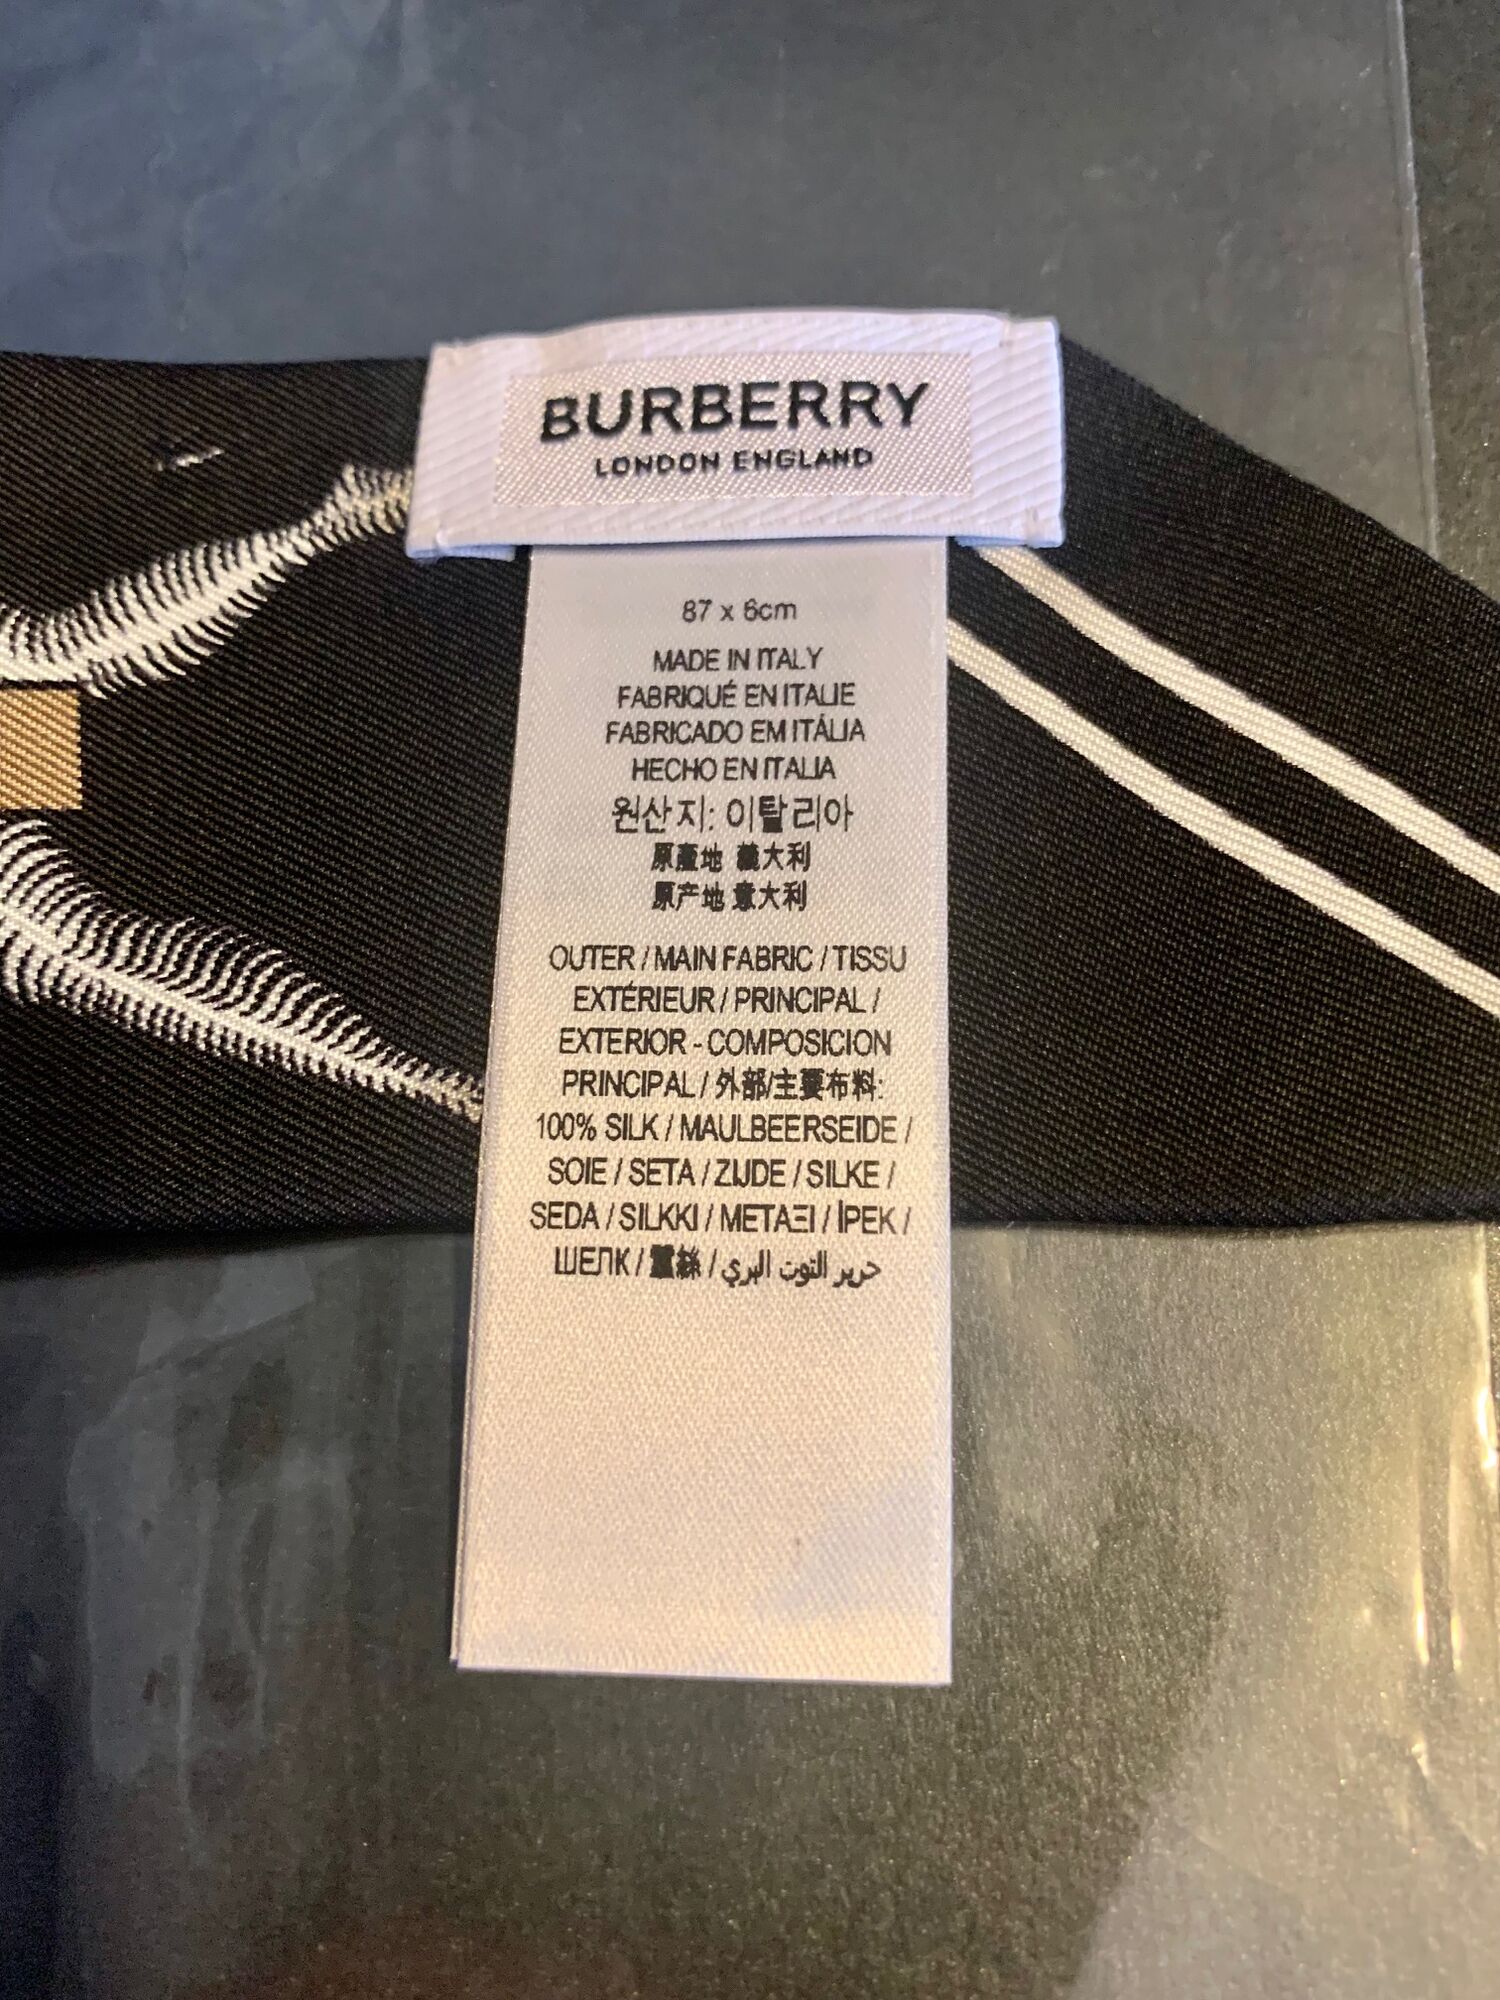 BURBERRY
LONDON ENGLAND
87 x 6cm
MADE IN ITALY
FABRIQUÉ EN ITALIE
FABRICADO EM ITÁLIA
HECHO EN ITALIA
원산지: 이탈리아
原產地 義大利
原产地 意大利
OUTER / MAIN FABRIC / TISSU
EXTÉRIEUR / PRINCIPAL /
EXTERIOR - COMPOSICION
PRINCIPAL / 外部/主要布料:
100% SILK / MAULBEERSEIDE /
SOIE / SETA / ZIJDE / SILKE /
SEDA / SILKKI / ΜΕΤΑΞΙ / İPEK /
ШЕЛК / 蠶絲 / حرير التوت البري